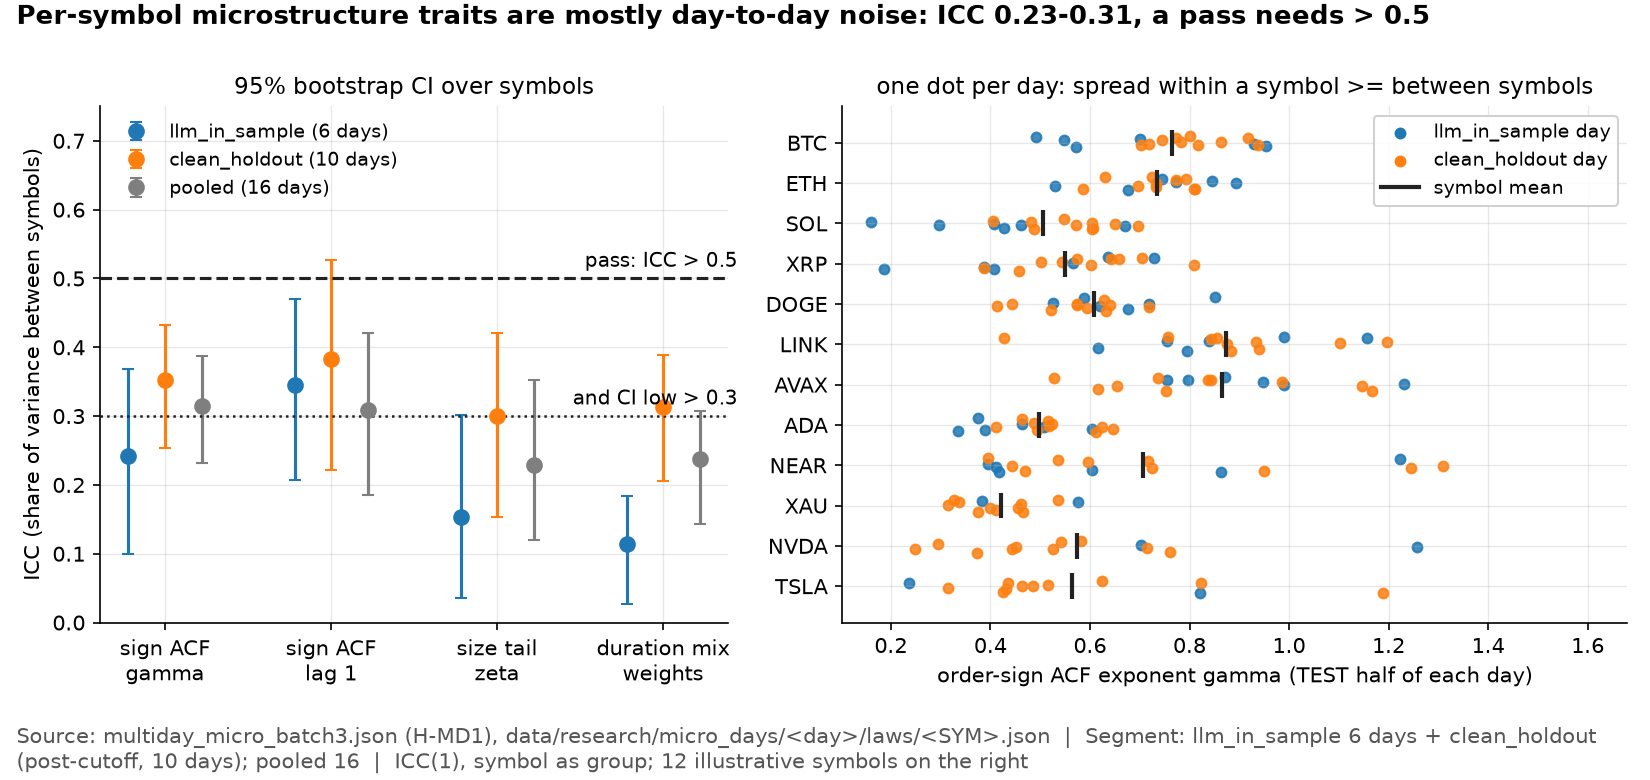 Per-symbol microstructure traits are mostly day-to-day noise: ICC 0.23-0.31, a pass needs > 0.5
95% bootstrap CI over symbols
ICC (share of variance between symbols)
0.7
0.6
0.5
0.4
0.3
0.2
0.1
0.0
llm_in_sample (6 days)
clean_holdout (10 days)
pooled (16 days)
pass: ICC > 0.5
and CI low > 0.3
sign ACF
gamma
sign ACF
lag 1
size tail
zeta
duration mix
weights
one dot per day: spread within a symbol >= between symbols
llm_in_sample day
clean_holdout day
symbol mean
BTC
ETH
SOL
XRP
DOGE
LINK
AVAX
ADA
NEAR
XAU
NVDA
TSLA
0.2 0.4 0.6 0.8 1.0 1.2 1.4 1.6
order-sign ACF exponent gamma (TEST half of each day)
Source: multiday_micro_batch3.json (H-MD1), data/research/micro_days/<day>/laws/<SYM>.json | Segment: llm_in_sample 6 days + clean_holdout
(post-cutoff, 10 days); pooled 16 | ICC(1), symbol as group; 12 illustrative symbols on the right